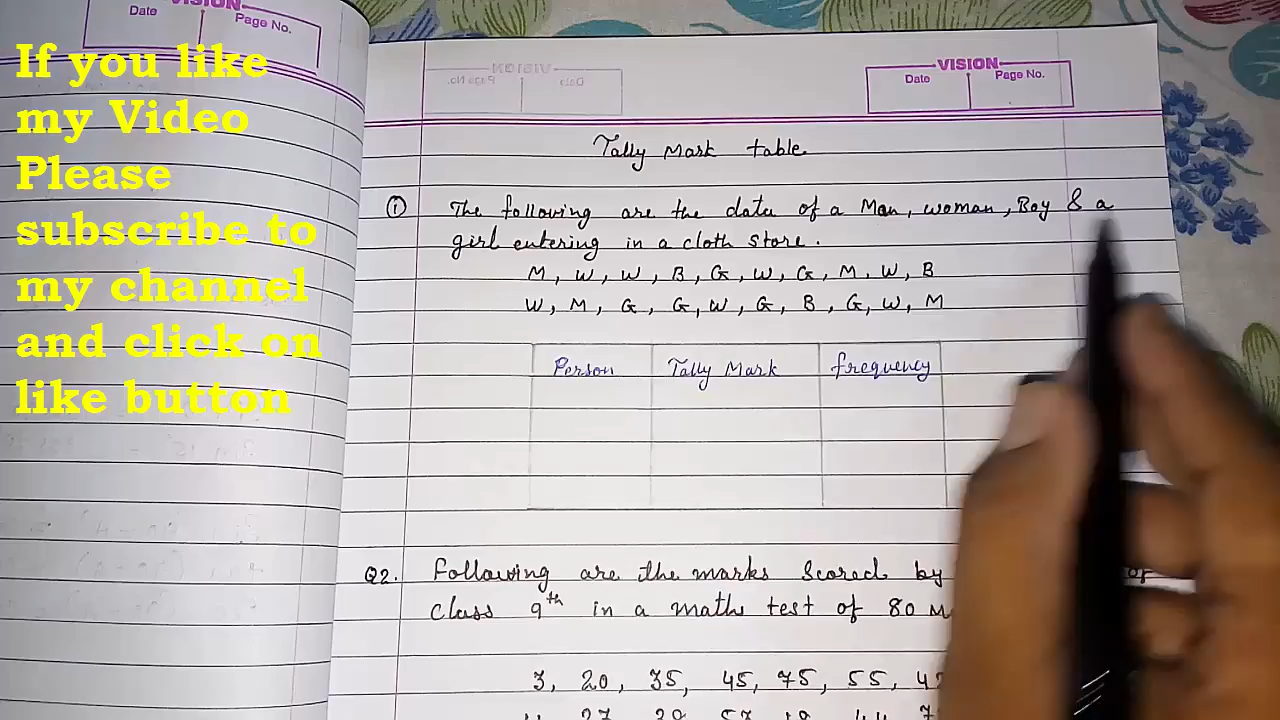 If you like
my Video
Please
subscribe to
my channel
and click on
like button
VISION
Date
Page No.
VISION
Date
Page No.
Tally Mark table
① The following are the data of a Man, woman, Boy & a
girl entering in a cloth store.
M, W, W, B, G, W, G, M, W, B
W, M, G, G, W, G, B, G, W, M
Person Tally Mark frequency
Q2. Following are the marks Scored by
Class 9th in a maths test of 80
3, 20, 35, 45, 75, 55,